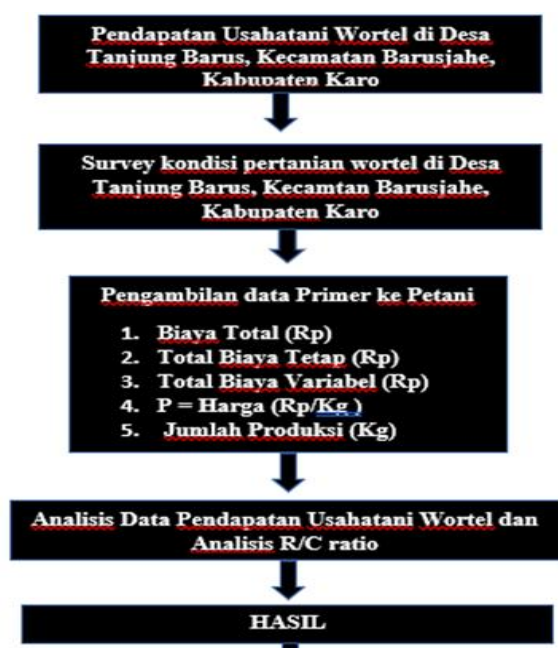 Pendapatan Usahatani Wortel di Desa
Tanjung Barus, Kecamatan Barusjahe,
Kabupaten Karo
Survey kondisi pertanian wortel di Desa
Tanjung Barus, Kecamtan Barusjahe,
Kabupaten Karo
Pengambilan data Primer ke Petani
1. Biaya Total (Rp)
2. Total Biaya Tetap (Rp)
3. Total Biaya Variabel (Rp)
4. P = Harga (Rp/Kg )
5. Jumlah Produksi (Kg)
Analisis Data Pendapatan Usahatani Wortel dan
Analisis R/C ratio
HASIL